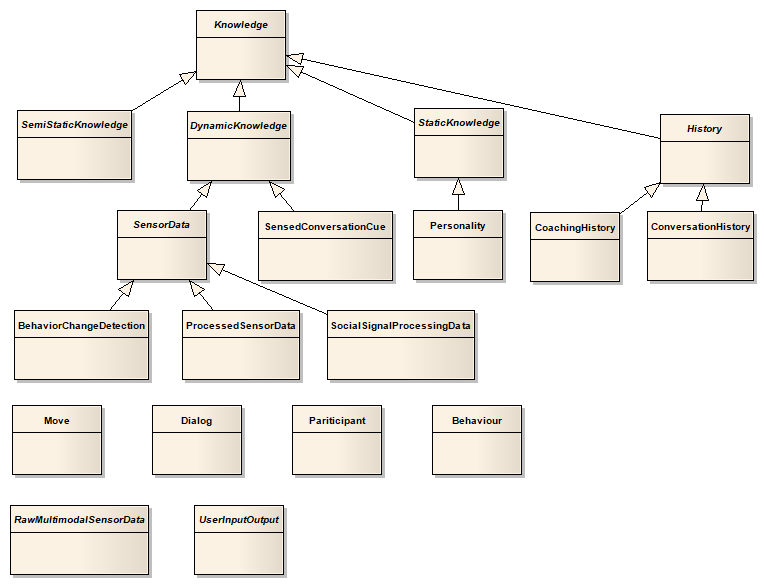 Knowledge
SemiStaticKnowledge
DynamicKnowledge
StaticKnowledge
History
SensorData
SensedConversationCue
Personality
CoachingHistory
ConversationHistory
BehaviorChangeDetection
ProcessedSensorData
SocialSignalProcessingData
Move
Dialog
Pariticipant
Behaviour
RawMultimodalSensorData
UserInputOutput